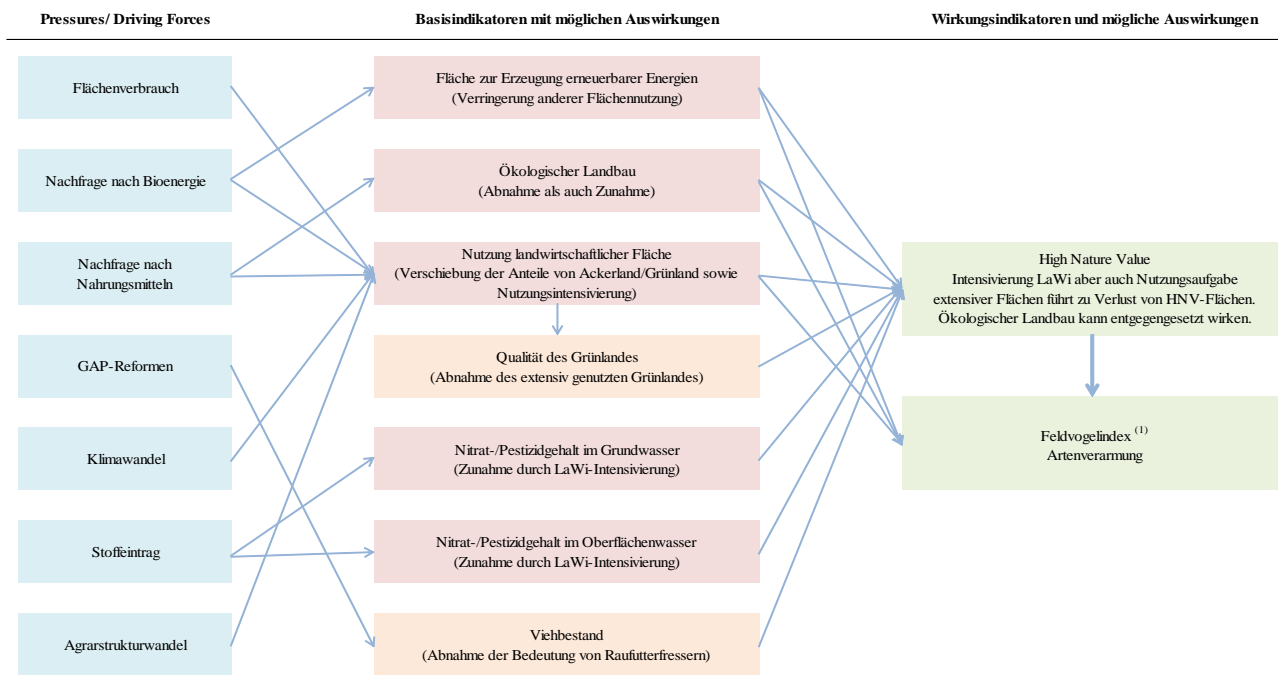 Pressures/ Driving Forces
Basisindikatoren mit möglichen Auswirkungen
Wirkungsindikatoren und mögliche Auswirkungen
Flächenverbrauch
Nachfrage nach Bioenergie
Nachfrage nach
Nahrungsmitteln
GAP-Reformen
Klimawandel
Stoffeintrag
Agrarstrukturwandel
Fläche zur Erzeugung erneuerbarer Energien
(Verringerung anderer Flächennutzung)
Ökologischer Landbau
(Abnahme als auch Zunahme)
Nutzung landwirtschaftlicher Fläche
(Verschiebung der Anteile von Ackerland/Grünland sowie
Nutzungsintensivierung)
Qualität des Grünlandes
(Abnahme des extensiv genutzten Grünlandes)
Nitrat-/Pestizidgehalt im Grundwasser
(Zunahme durch LaWi-Intensivierung)
Nitrat-/Pestizidgehalt im Oberflächenwasser
(Zunahme durch LaWi-Intensivierung)
Viehbestand
(Abnahme der Bedeutung von Raufutterfressern)
High Nature Value
Intensivierung LaWi aber auch Nutzungsaufgabe
extensiver Flächen führt zu Verlust von HNV-Flächen.
Ökologischer Landbau kann entgegengesetzt wirken.
Feldvogelindex (1)
Artenverarmung